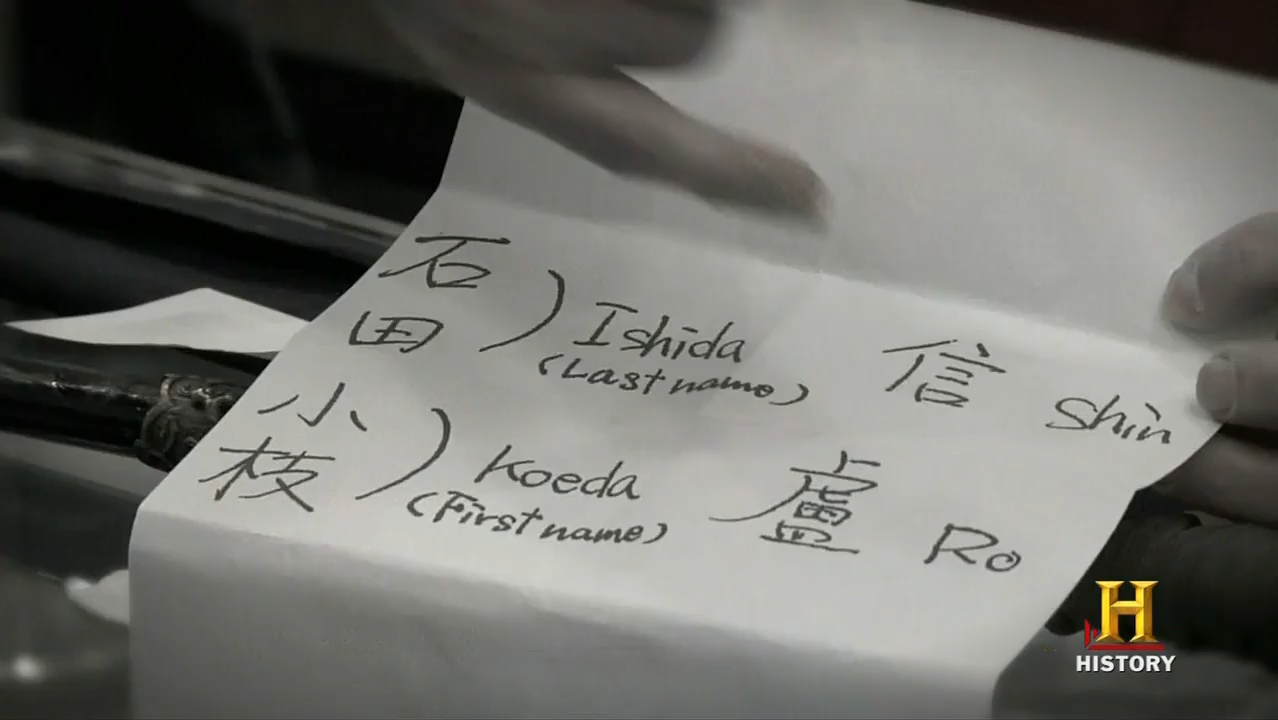 石田 ) Ishida
(Last name)
小枝 ) Koeda
(First name)
信 Shin
盧 Ro
H
HISTORY